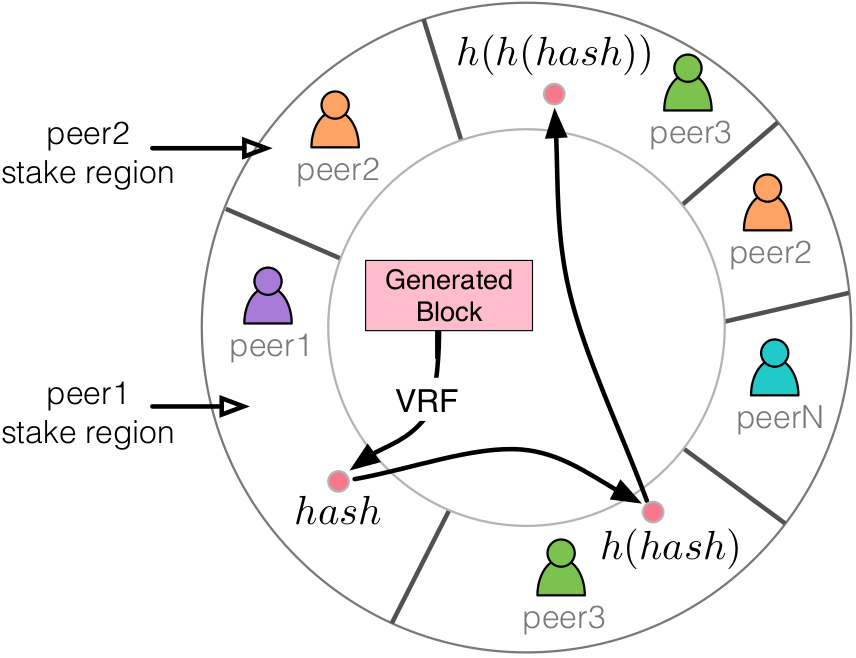 h(h(hash))
peer3
peer2
stake region
peer2
peer2
Generated
Block
peer1
peer1
stake region
VRF
peerN
hash
h(hash)
peer3